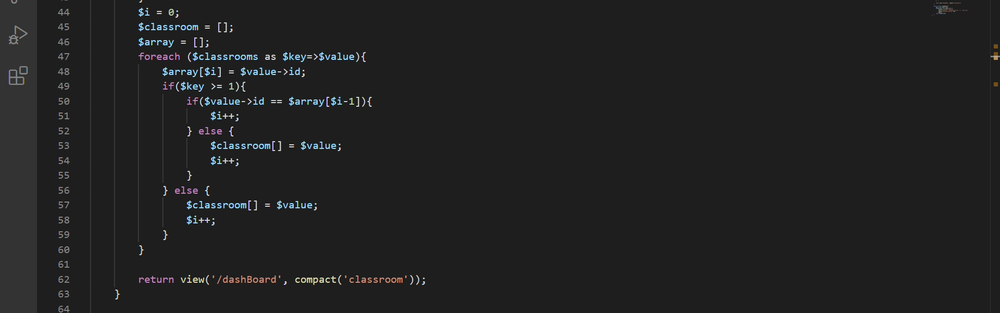 44 $i = 0;
45 $classroom = [];
46 $array = [];
47 foreach ($classrooms as $key=>$value){
48 $array[$i] = $value->id;
49 if($key >= 1){
50 if($value->id == $array[$i-1]){
51 $i++;
52 } else {
53 $classroom[] = $value;
54 $i++;
55 }
56 } else {
57 $classroom[] = $value;
58 $i++;
59 }
60 }
61
62 return view('/dashBoard', compact('classroom'));
63 }
64